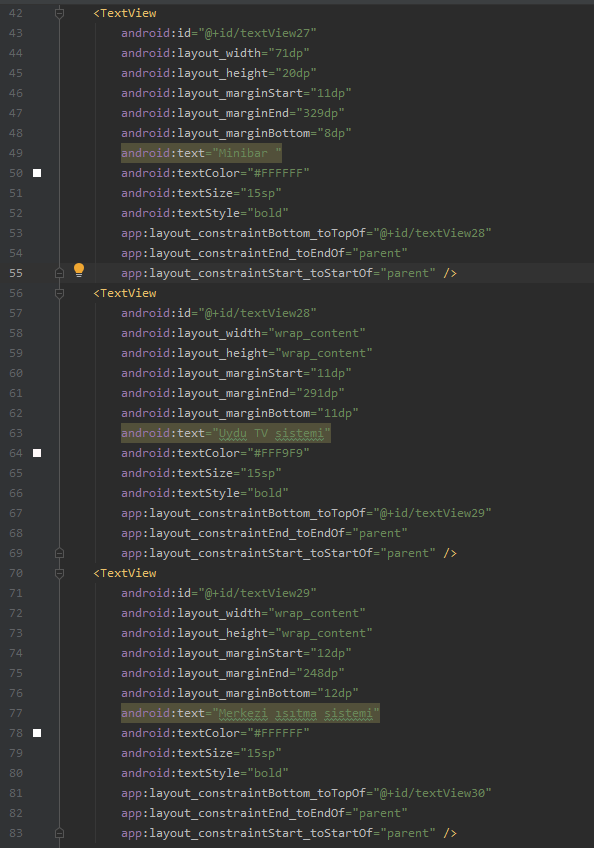 42 <TextView
43 android:id="@+id/textView27"
44 android:layout_width="71dp"
45 android:layout_height="20dp"
46 android:layout_marginStart="11dp"
47 android:layout_marginEnd="329dp"
48 android:layout_marginBottom="8dp"
49 android:text="Minibar "
50 android:textColor="#FFFFFF"
51 android:textSize="15sp"
52 android:textStyle="bold"
53 app:layout_constraintBottom_toTopOf="@+id/textView28"
54 app:layout_constraintEnd_toEndOf="parent"
55 app:layout_constraintStart_toStartOf="parent" />
56 <TextView
57 android:id="@+id/textView28"
58 android:layout_width="wrap_content"
59 android:layout_height="wrap_content"
60 android:layout_marginStart="11dp"
61 android:layout_marginEnd="291dp"
62 android:layout_marginBottom="11dp"
63 android:text="Uydu TV sistemi"
64 android:textColor="#FFF9F9"
65 android:textSize="15sp"
66 android:textStyle="bold"
67 app:layout_constraintBottom_toTopOf="@+id/textView29"
68 app:layout_constraintEnd_toEndOf="parent"
69 app:layout_constraintStart_toStartOf="parent" />
70 <TextView
71 android:id="@+id/textView29"
72 android:layout_width="wrap_content"
73 android:layout_height="wrap_content"
74 android:layout_marginStart="12dp"
75 android:layout_marginEnd="248dp"
76 android:layout_marginBottom="12dp"
77 android:text="Merkezi ısıtma sistemi"
78 android:textColor="#FFFFFF"
79 android:textSize="15sp"
80 android:textStyle="bold"
81 app:layout_constraintBottom_toTopOf="@+id/textView30"
82 app:layout_constraintEnd_toEndOf="parent"
83 app:layout_constraintStart_toStartOf="parent" />